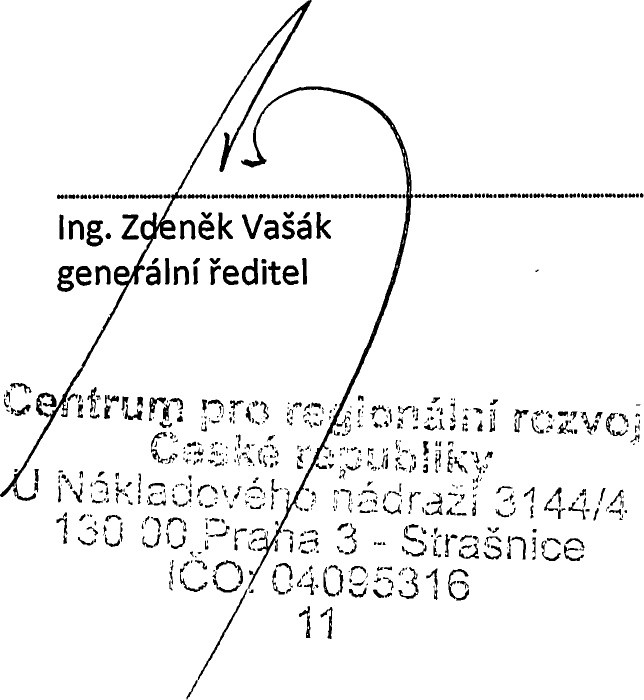 Ing. Zdeněk Vašák
generální ředitel
Centrum pro regionální rozvoj
České republiky
U Nákladového nádraží 3144/4
130 00 Praha 3 - Strašnice
IČO: 04095316
11